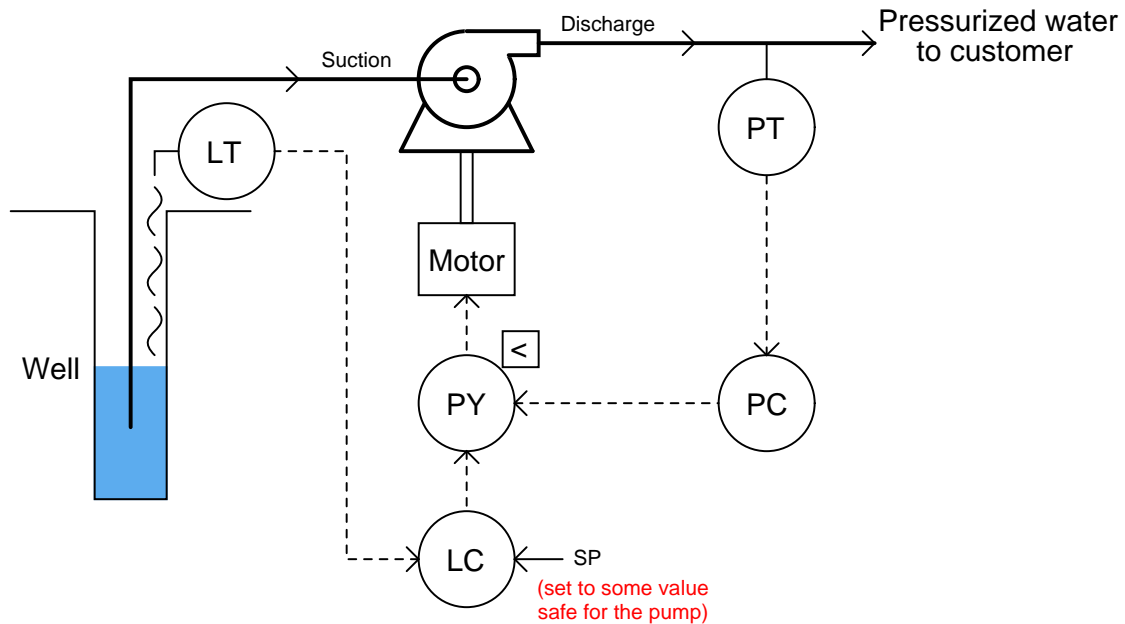 Pressurized water
to customer
Discharge
Suction
PT
LT
Motor
<
Well
PY
PC
LC
SP
(set to some value
safe for the pump)